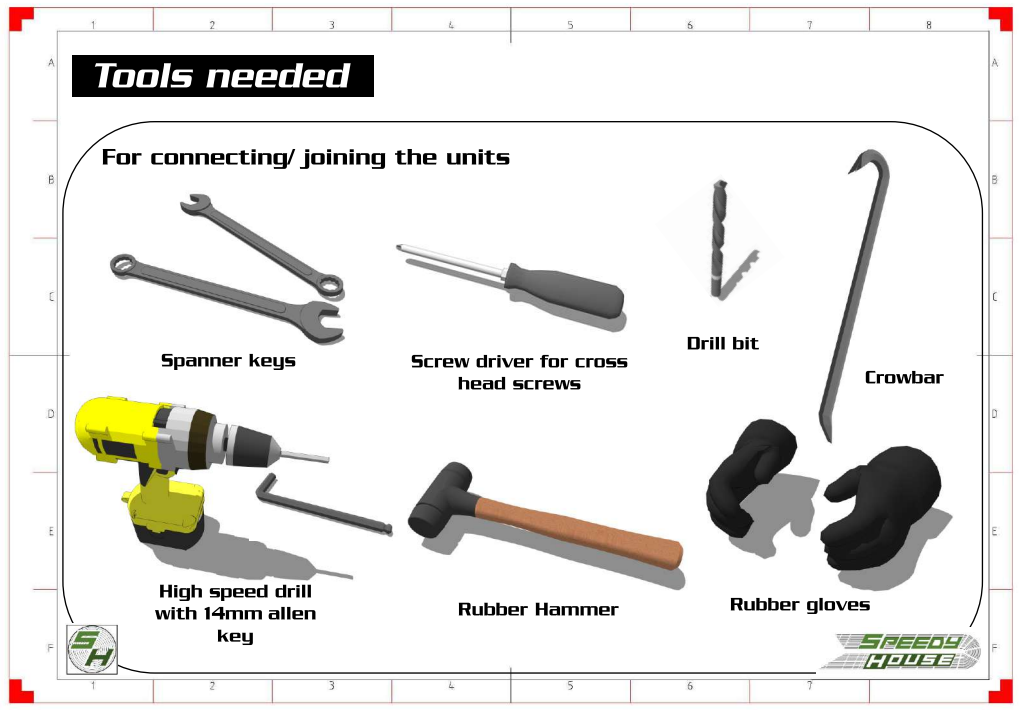 1 2 3 4 5 6 7 8
A A
Tools needed
For connecting/ joining the units
B B
C C
Spanner keys
Screw driver for cross
head screws
Drill bit
Crowbar
D D
E E
High speed drill
with 14mm allen
key
Rubber Hammer
Rubber gloves
F F
SH
SPEEDY
HOUSE
1 2 3 4 5 6 7 8